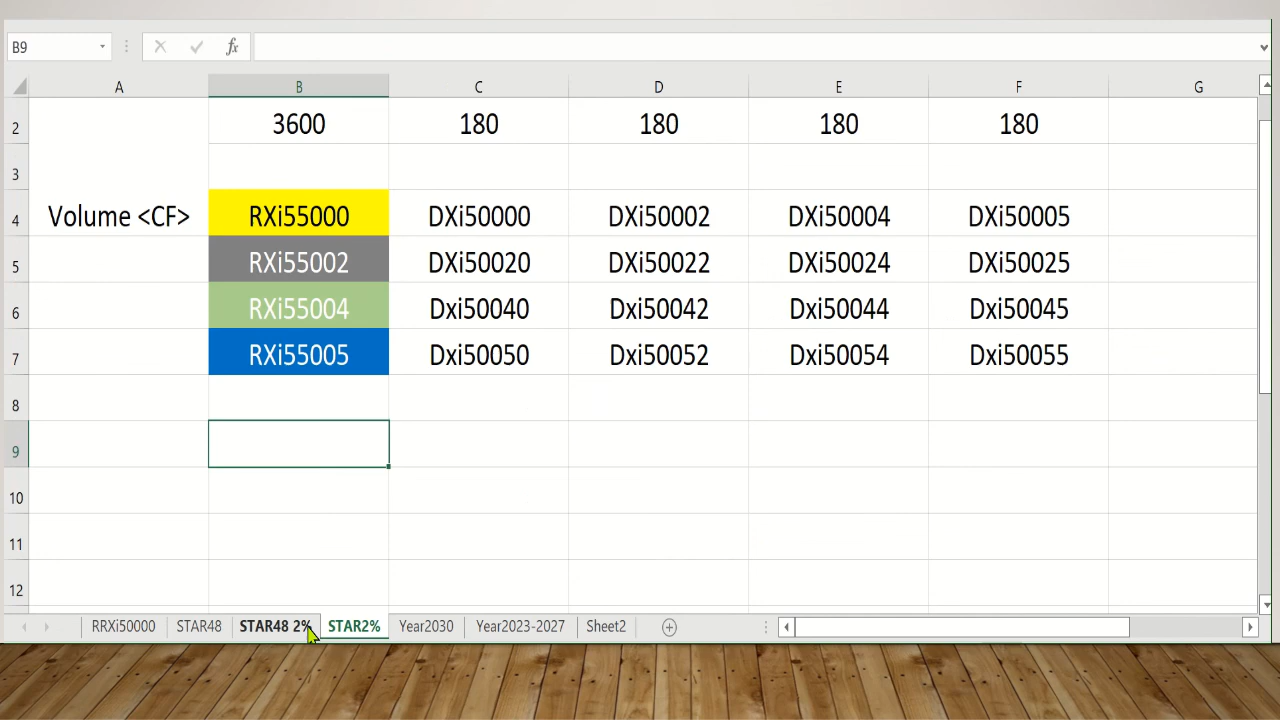 B9 fx
A B C D E F G
2 3600 180 180 180 180
3
4 Volume <CF> RXi55000 DXi50000 DXi50002 DXi50004 DXi50005
5 RXi55002 DXi50020 DXi50022 DXi50024 DXi50025
6 RXi55004 Dxi50040 Dxi50042 Dxi50044 Dxi50045
7 RXi55005 Dxi50050 Dxi50052 Dxi50054 Dxi50055
8
9
10
11
12
RRXi50000 STAR48 STAR48 2% STAR2% Year2030 Year2023-2027 Sheet2